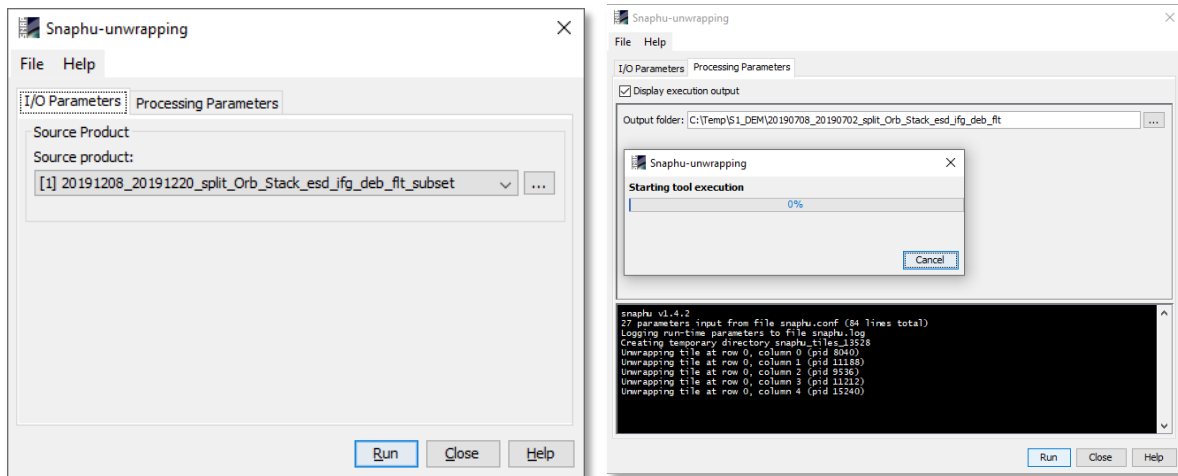 Snaphu-unwrapping
File Help
I/O Parameters Processing Parameters
Source Product
Source product:
[1] 20191208_20191220_split_Orb_Stack_esd_ifg_deb_flt_subset ...
Run Close Help
Snaphu-unwrapping
File Help
I/O Parameters Processing Parameters
Display execution output
Output folder: C:\Temp\S1_DEM\20190708_20190702_split_Orb_Stack_esd_ifg_deb_flt ...
Snaphu-unwrapping
Starting tool execution
0%
Cancel
snaphu v1.4.2
27 parameters input from file snaphu.conf (84 lines total)
Logging run-time parameters to file snaphu.log
Creating temporary directory snaphu_tiles_13528
Unwrapping tile at row 0, column 0 (pid 8040)
Unwrapping tile at row 0, column 1 (pid 11188)
Unwrapping tile at row 0, column 2 (pid 9536)
Unwrapping tile at row 0, column 3 (pid 11212)
Unwrapping tile at row 0, column 4 (pid 15240)
Run Close Help